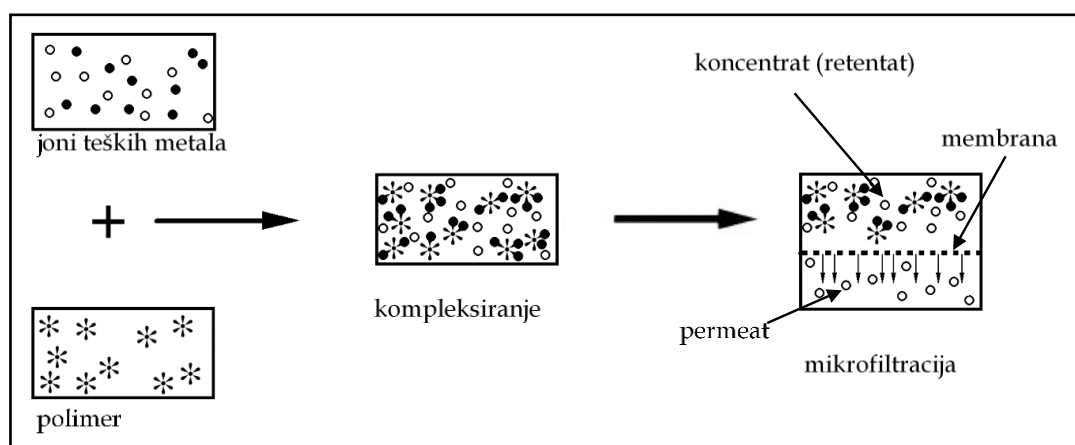 joni teških metala
+
polimer
kompleksiranje
koncentrat (retentat)
membrana
permeat
mikrofiltracija